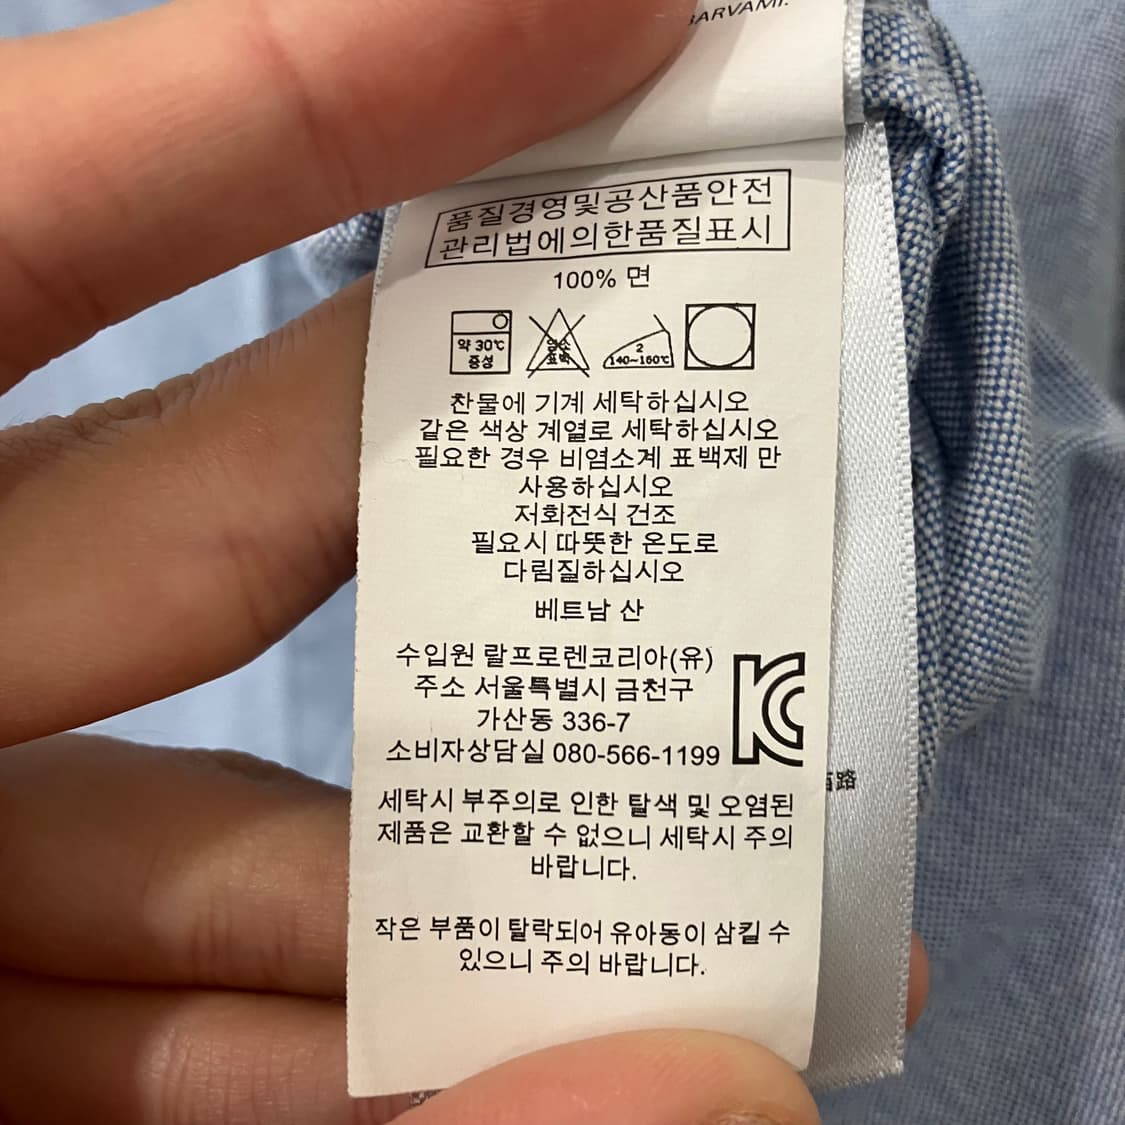 BARVAMI.
품질경영및공산품안전
관리법에의한품질표시
100% 면
약 30℃
중성
염소
표백
2
140~160℃
찬물에 기계 세탁하십시오
같은 색상 계열로 세탁하십시오
필요한 경우 비염소계 표백제 만
사용하십시오
저회전식 건조
필요시 따뜻한 온도로
다림질하십시오
베트남 산
수입원 랄프로렌코리아(유)
주소 서울특별시 금천구
가산동 336-7
소비자상담실 080-566-1199
KC
세탁시 부주의로 인한 탈색 및 오염된
제품은 교환할 수 없으니 세탁시 주의
바랍니다.
작은 부품이 탈락되어 유아동이 삼킬 수
있으니 주의 바랍니다.
路